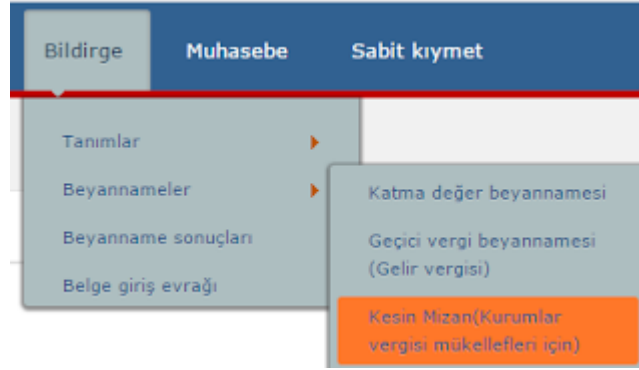 Bildirge Muhasebe Sabit kıymet
Tanımlar
Beyannameler
Beyanname sonuçları
Belge giriş evrağı
Katma değer beyannamesi
Geçici vergi beyannamesi
(Gelir vergisi)
Kesin Mizan(Kurumlar
vergisi mükellefleri için)